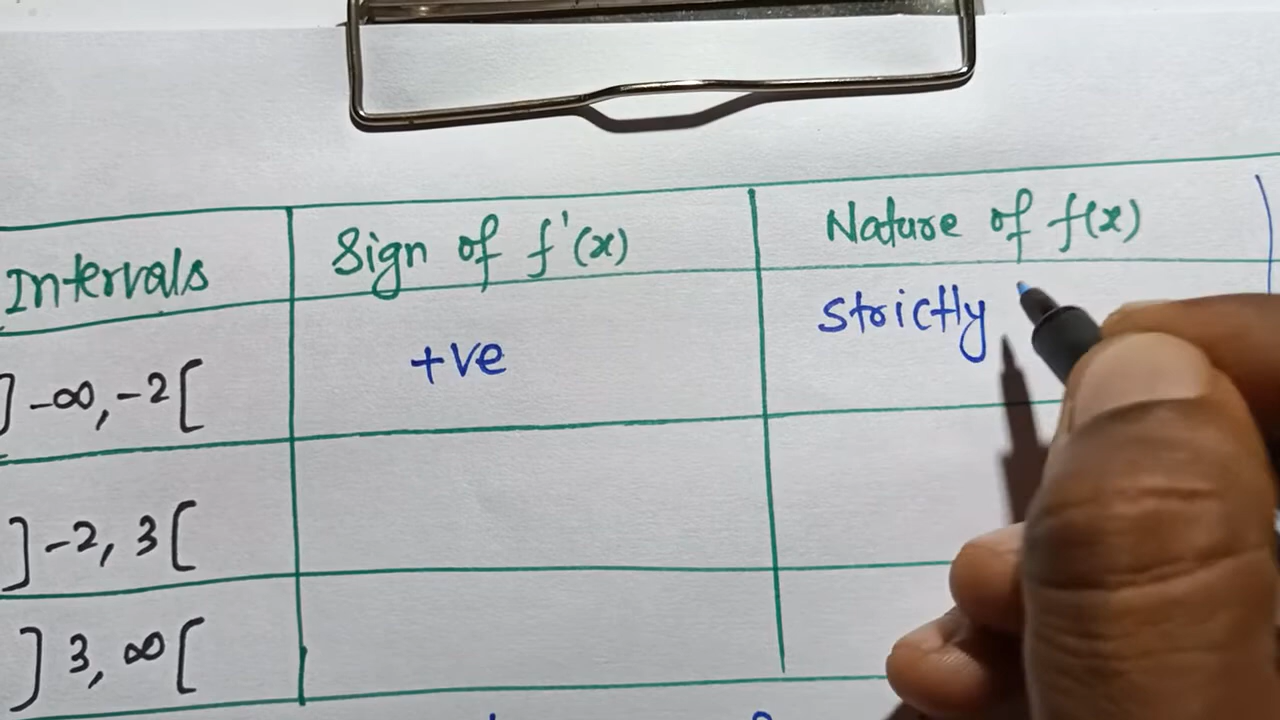 Intervals Sign of f'(x) Nature of f(x)
]-∞, -2[ +ve strictly
]-2, 3[
]3, ∞[